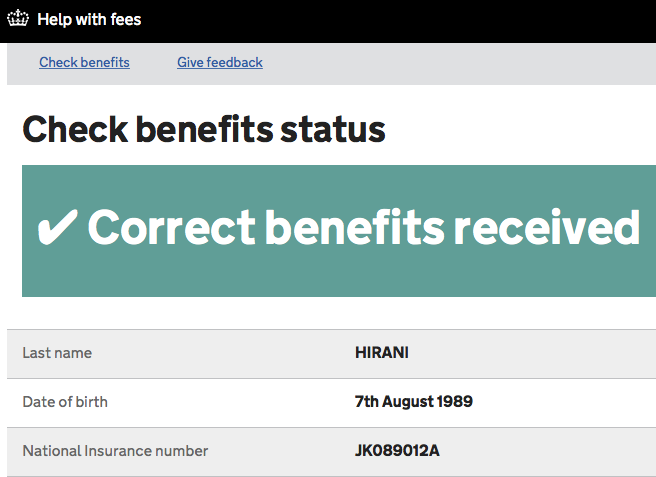 Help with fees
Check benefits Give feedback
Check benefits status
✔ Correct benefits received
Last name HIRANI
Date of birth 7th August 1989
National Insurance number JK089012A